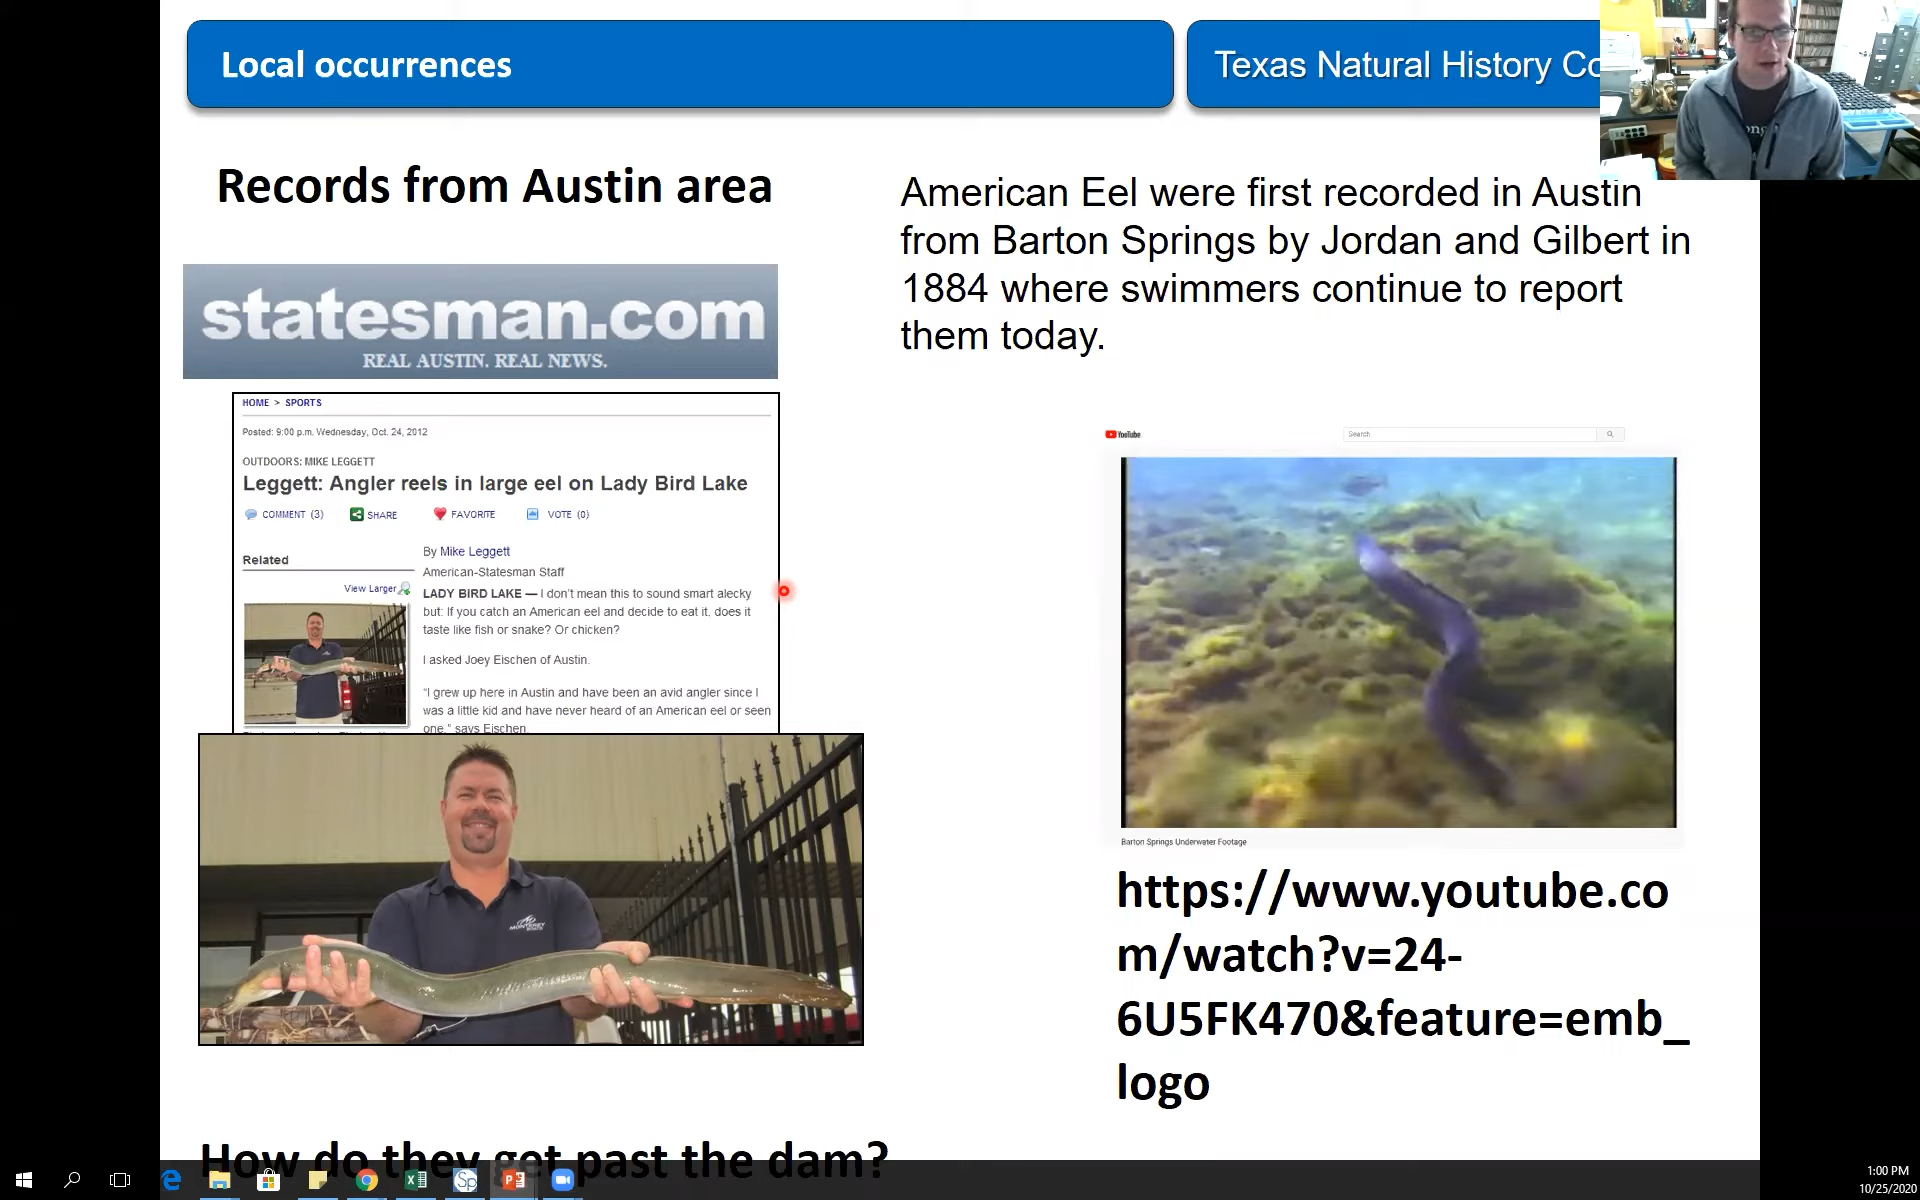 Local occurrences
Texas Natural History Co
Records from Austin area
American Eel were first recorded in Austin
from Barton Springs by Jordan and Gilbert in
1884 where swimmers continue to report
them today.
statesman.com
REAL AUSTIN. REAL NEWS.
HOME > SPORTS
Posted: 9:00 p.m. Wednesday, Oct. 24, 2012
OUTDOORS: MIKE LEGGETT
Leggett: Angler reels in large eel on Lady Bird Lake
COMMENT (3) SHARE FAVORITE VOTE (0)
Related
View Larger
By Mike Leggett
American-Statesman Staff
LADY BIRD LAKE — I don't mean this to sound smart alecky
but: If you catch an American eel and decide to eat it, does it
taste like fish or snake? Or chicken?
I asked Joey Eischen of Austin.
"I grew up here in Austin and have been an avid angler since I
was a little kid and have never heard of an American eel or seen
one," says Eischen.
MONTEREY
YouTube
Search
Barton Springs Underwater Footage
https://www.youtube.co
m/watch?v=24-
6U5FK470&feature=emb_
logo
How do they get past the dam?
1:00 PM
10/25/2020